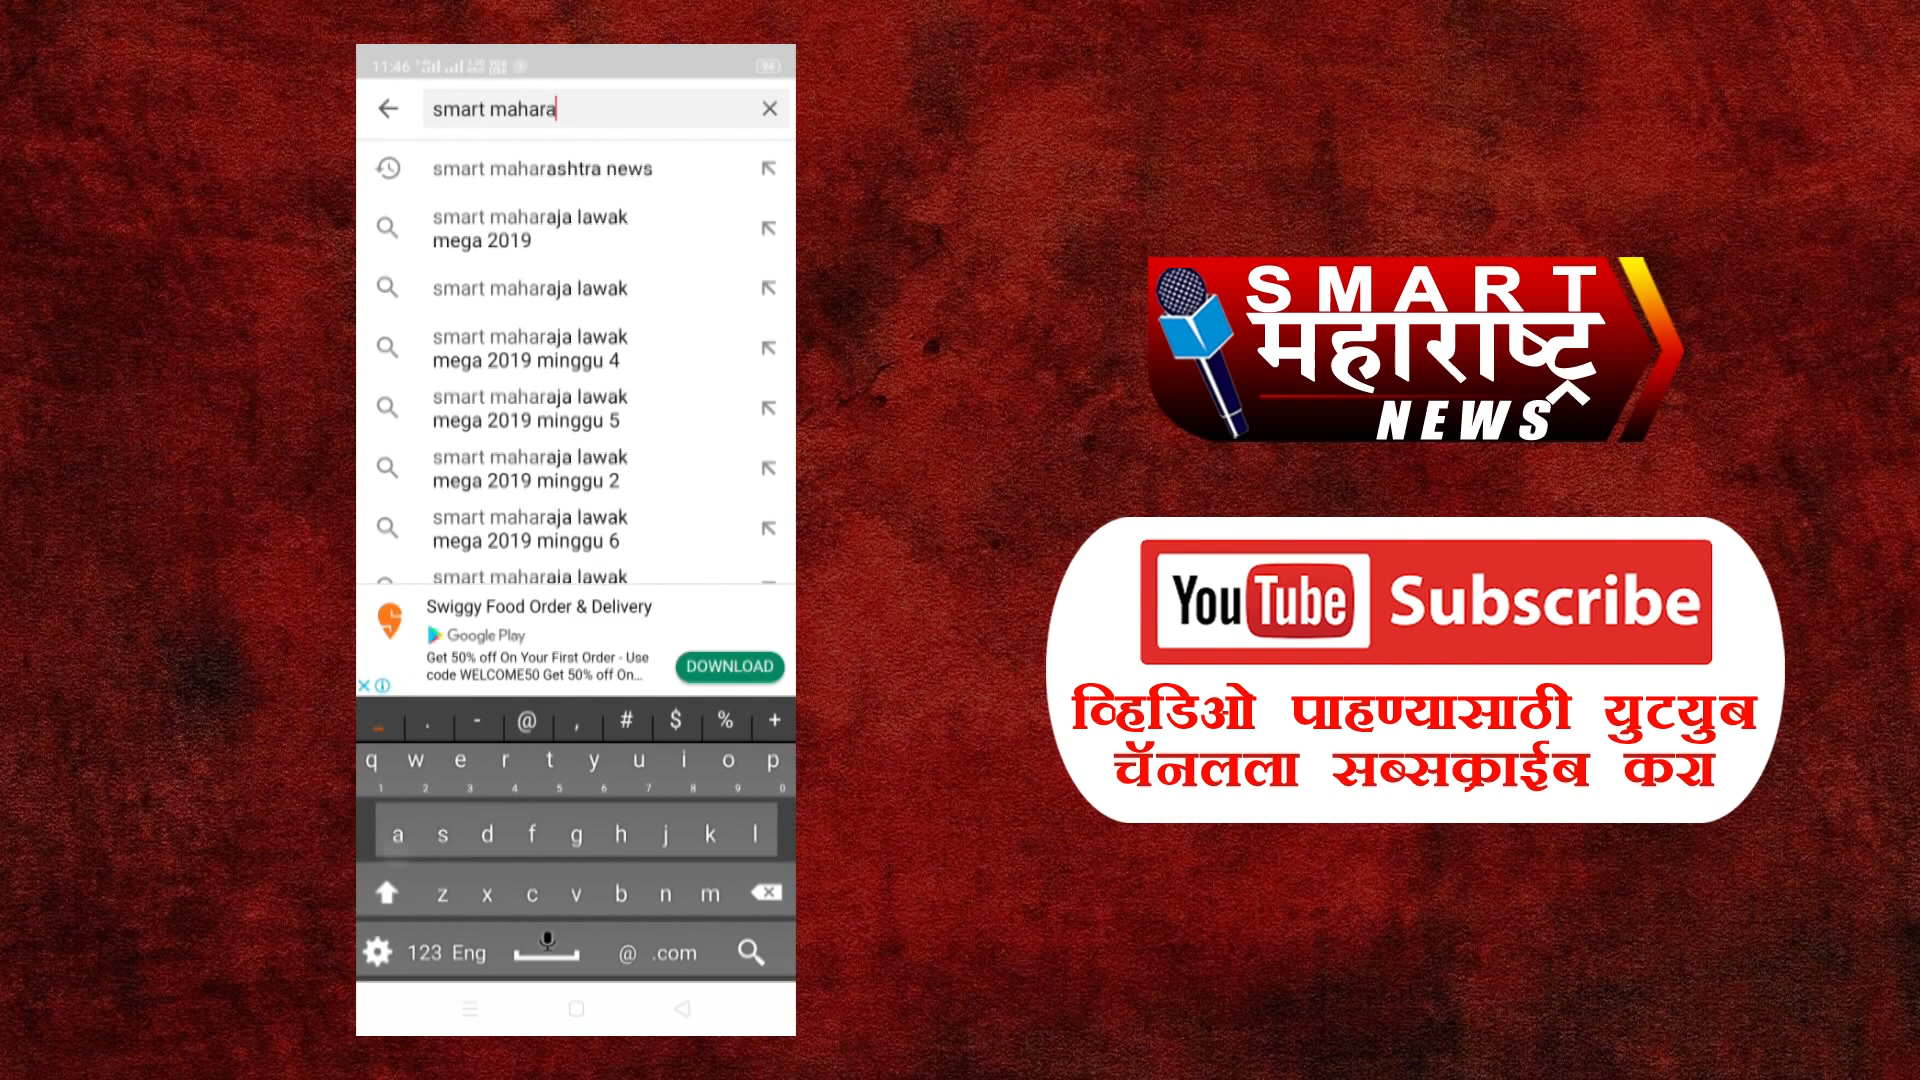 11:46
94
smart mahara
smart maharashtra news
smart maharaja lawak
mega 2019
smart maharaja lawak
smart maharaja lawak
mega 2019 minggu 4
smart maharaja lawak
mega 2019 minggu 5
smart maharaja lawak
mega 2019 minggu 2
smart maharaja lawak
mega 2019 minggu 6
smart maharaja lawak
Swiggy Food Order & Delivery
Google Play
Get 50% off On Your First Order - Use
code WELCOME50 Get 50% off On...
DOWNLOAD
_ . - @ , # $ % +
q w e r t y u i o p
1 2 3 4 5 6 7 8 9 0
a s d f g h j k l
z x c v b n m
123 Eng @ .com
SMART
महाराष्ट्र
NEWS
YouTube Subscribe
व्हिडिओ पाहण्यासाठी युटयुब
चॅनलला सब्सक्राईब करा